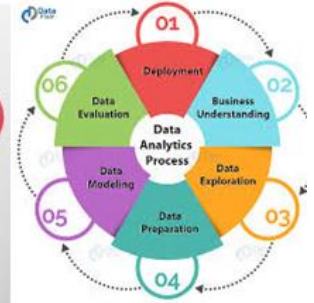 Data
Flair
01
Deployment
02
Business
Understanding
03
Data
Exploration
04
Data
Preparation
05
Data
Modeling
06
Data
Evaluation
Data
Analytics
Process